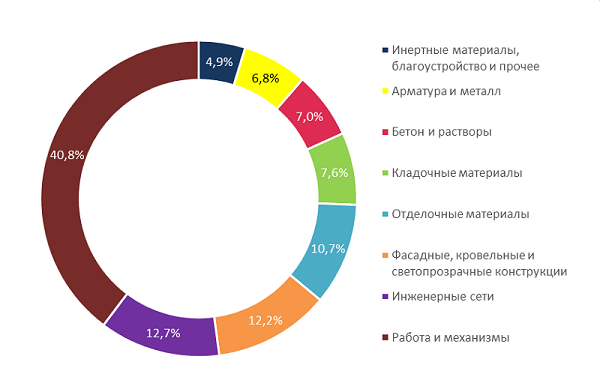 4,9%
6,8%
7,0%
7,6%
10,7%
12,2%
12,7%
40,8%
Инертные материалы,
благоустройство и прочее
Арматура и металл
Бетон и растворы
Кладочные материалы
Отделочные материалы
Фасадные, кровельные и
светопрозрачные конструкции
Инженерные сети
Работа и механизмы